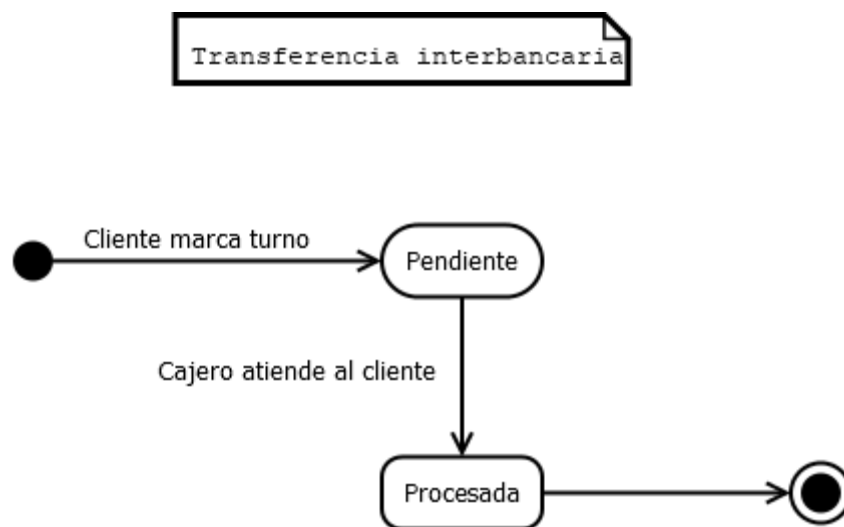 Transferencia interbancaria
Cliente marca turno
Pendiente
Cajero atiende al cliente
Procesada